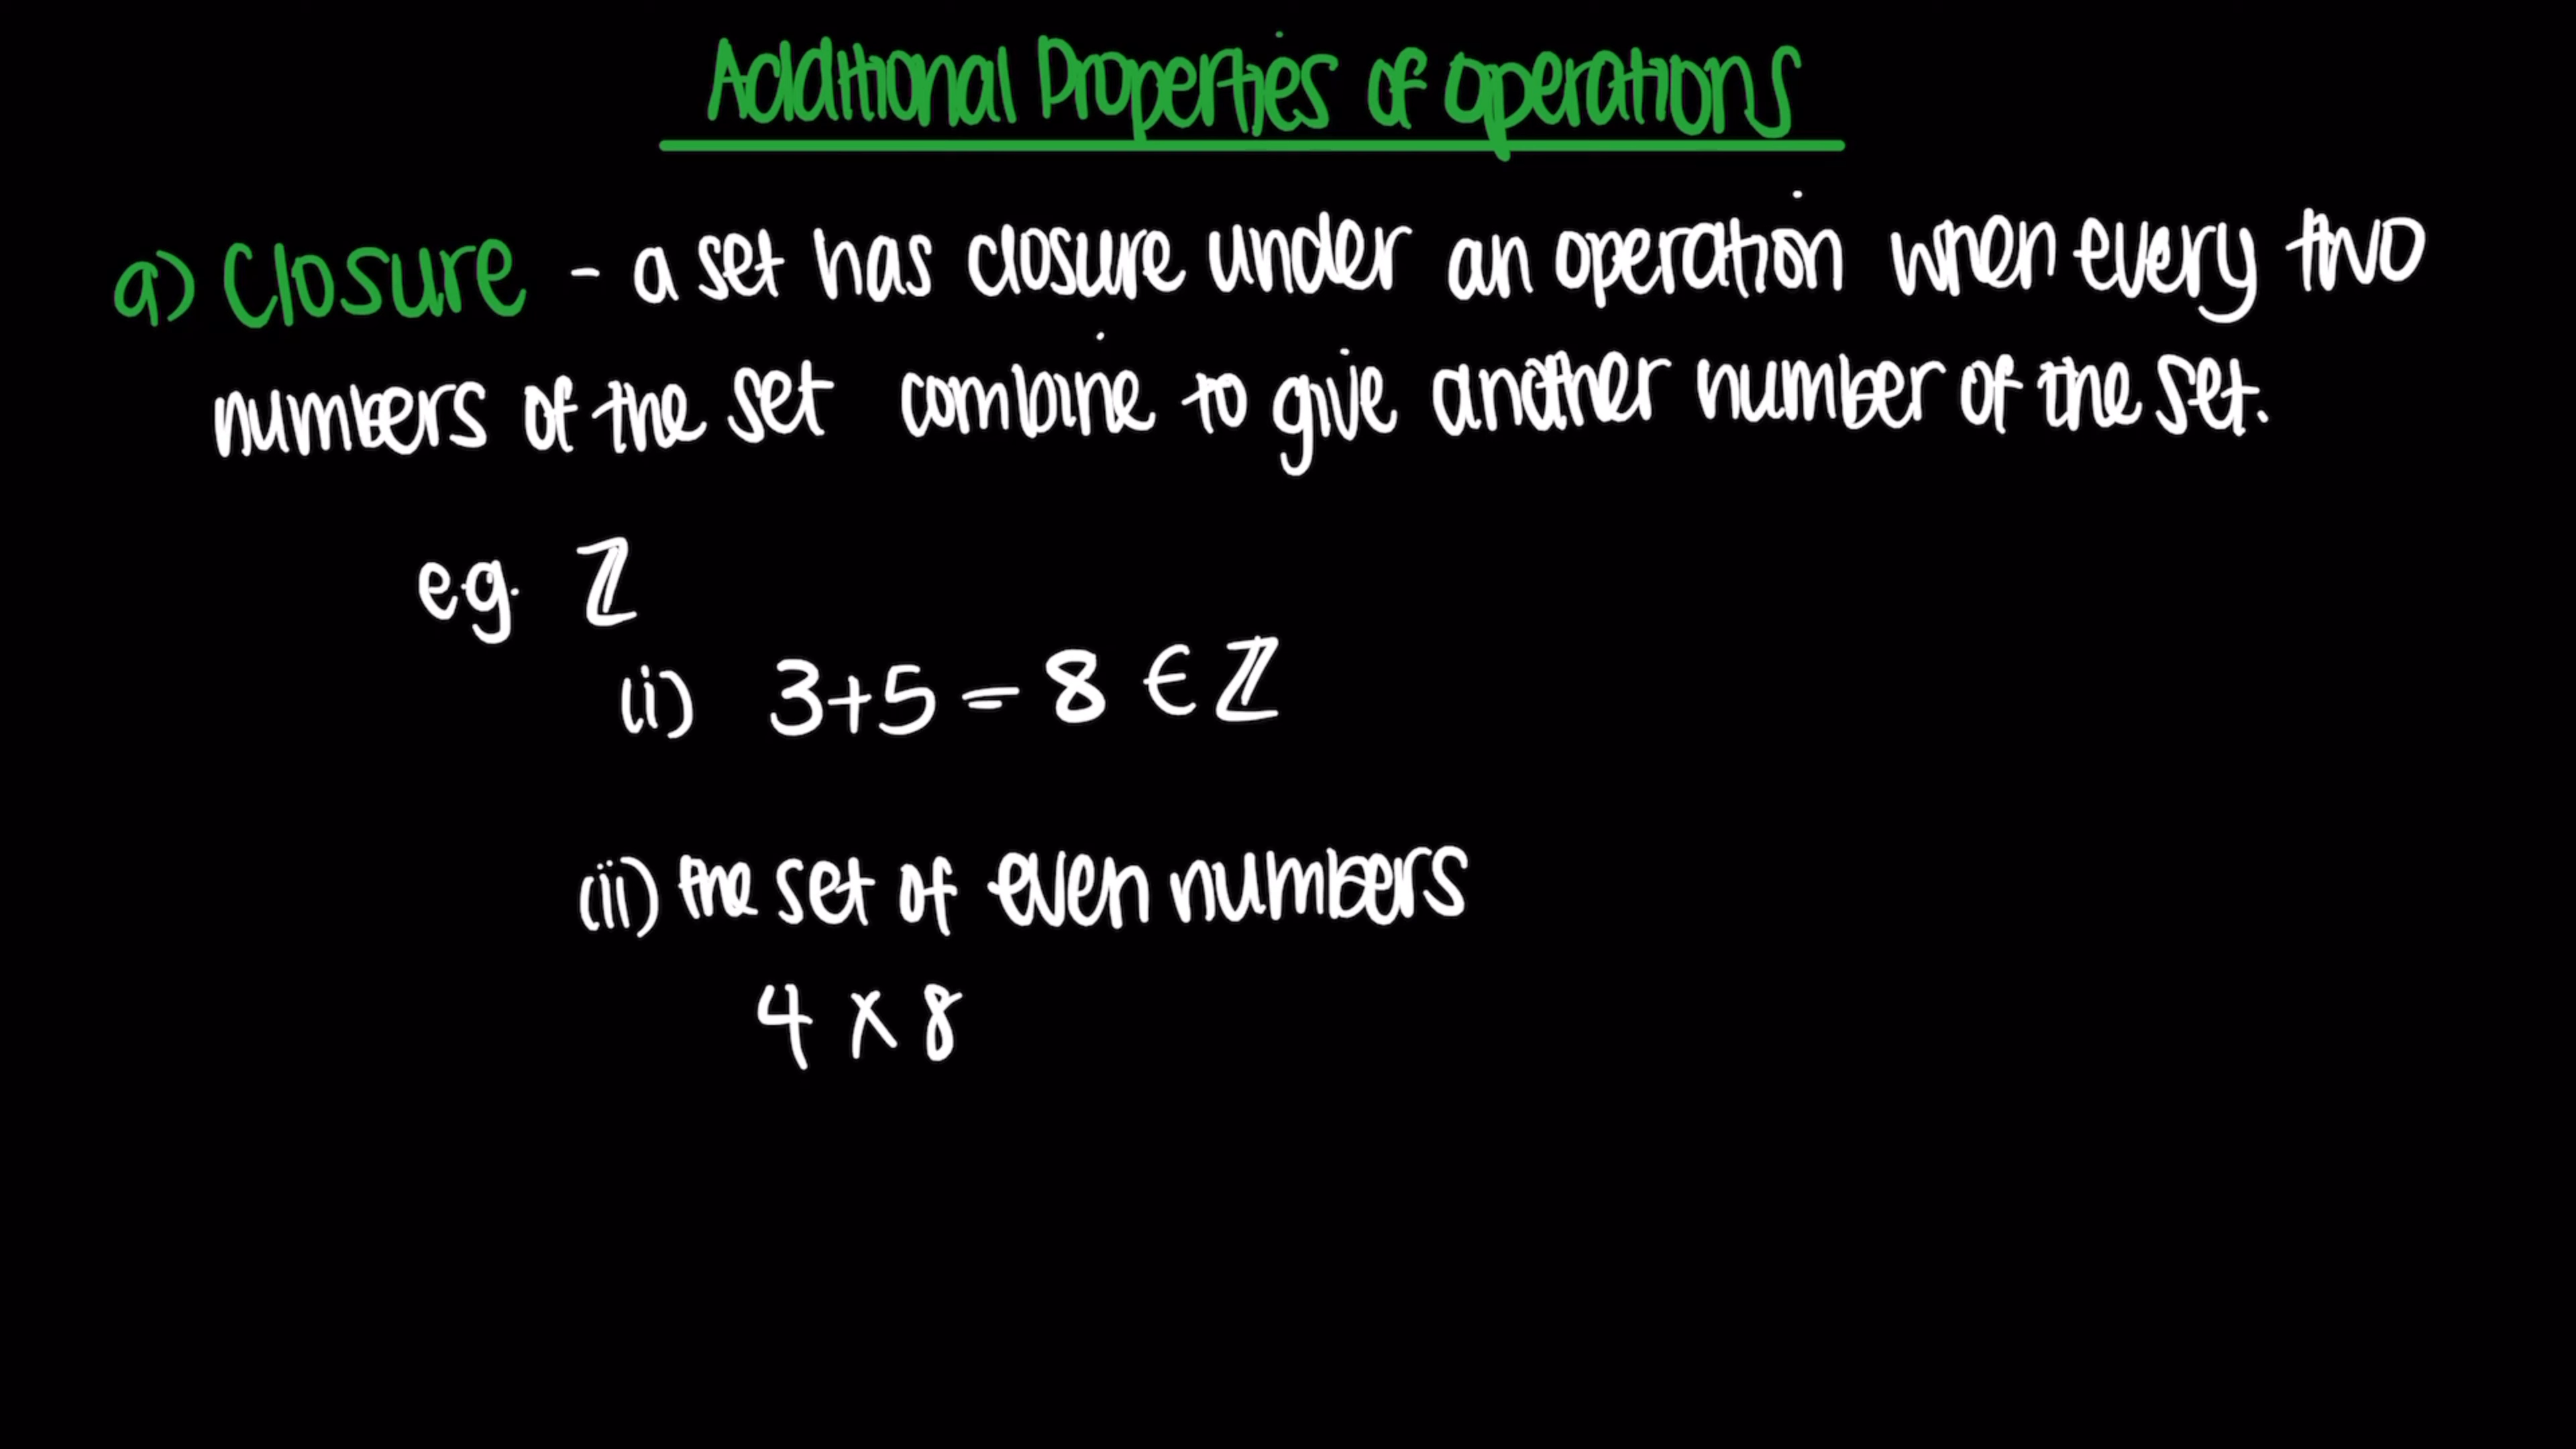 Additional Properties of operations
a) Closure - a set has closure under an operation when every two
numbers of the set combine to give another number of the set.
e.g. ℤ
(i) 3+5 = 8 ∈ ℤ
(ii) the set of even numbers
4 × 8